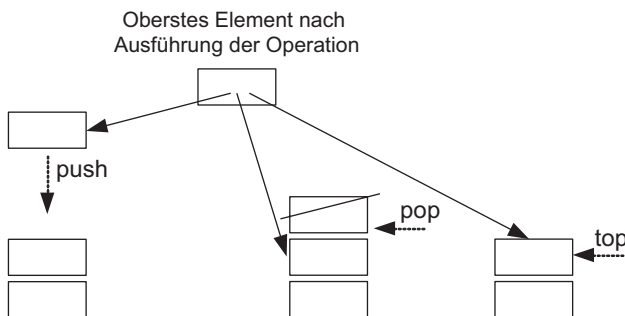 Oberstes Element nach
Ausführung der Operation
push
pop
top